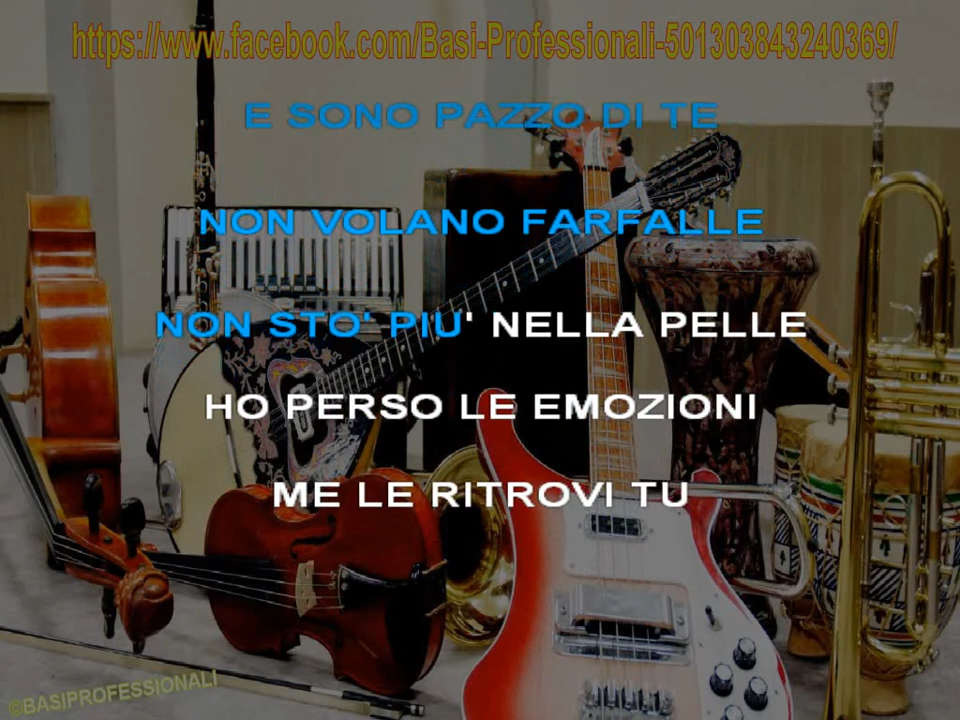 https://www.facebook.com/Basi-Professionali-501303843240369/
E SONO PAZZO DI TE
NON VOLANO FARFALLE
NON STO' PIU' NELLA PELLE
HO PERSO LE EMOZIONI
ME LE RITROVI TU
©BASIPROFESSIONALI